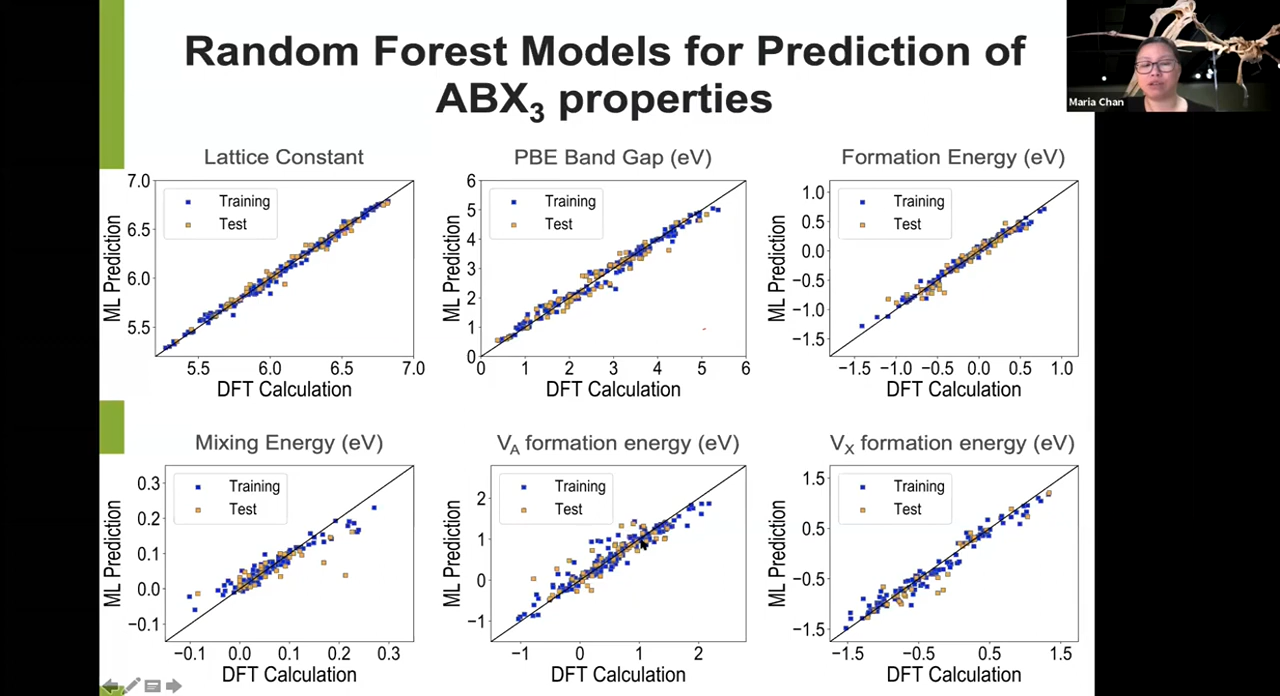 Random Forest Models for Prediction of
ABX₃ properties
Maria Chan
Lattice Constant
7.0
6.5
6.0
5.5
ML Prediction
Training
Test
5.5
6.0
6.5
7.0
DFT Calculation
PBE Band Gap (eV)
6
5
4
3
2
1
0
ML Prediction
Training
Test
0
1
2
3
4
5
6
DFT Calculation
Formation Energy (eV)
1.0
0.5
0.0
−0.5
−1.0
−1.5
ML Prediction
Training
Test
−1.5
−1.0
−0.5
0.0
0.5
1.0
DFT Calculation
Mixing Energy (eV)
0.3
0.2
0.1
0.0
−0.1
ML Prediction
Training
Test
−0.1
0.0
0.1
0.2
0.3
DFT Calculation
V_A formation energy (eV)
2
1
0
−1
ML Prediction
Training
Test
−1
0
1
2
DFT Calculation
V_X formation energy (eV)
1.5
0.5
−0.5
−1.5
ML Prediction
Training
Test
−1.5
−0.5
0.5
1.5
DFT Calculation